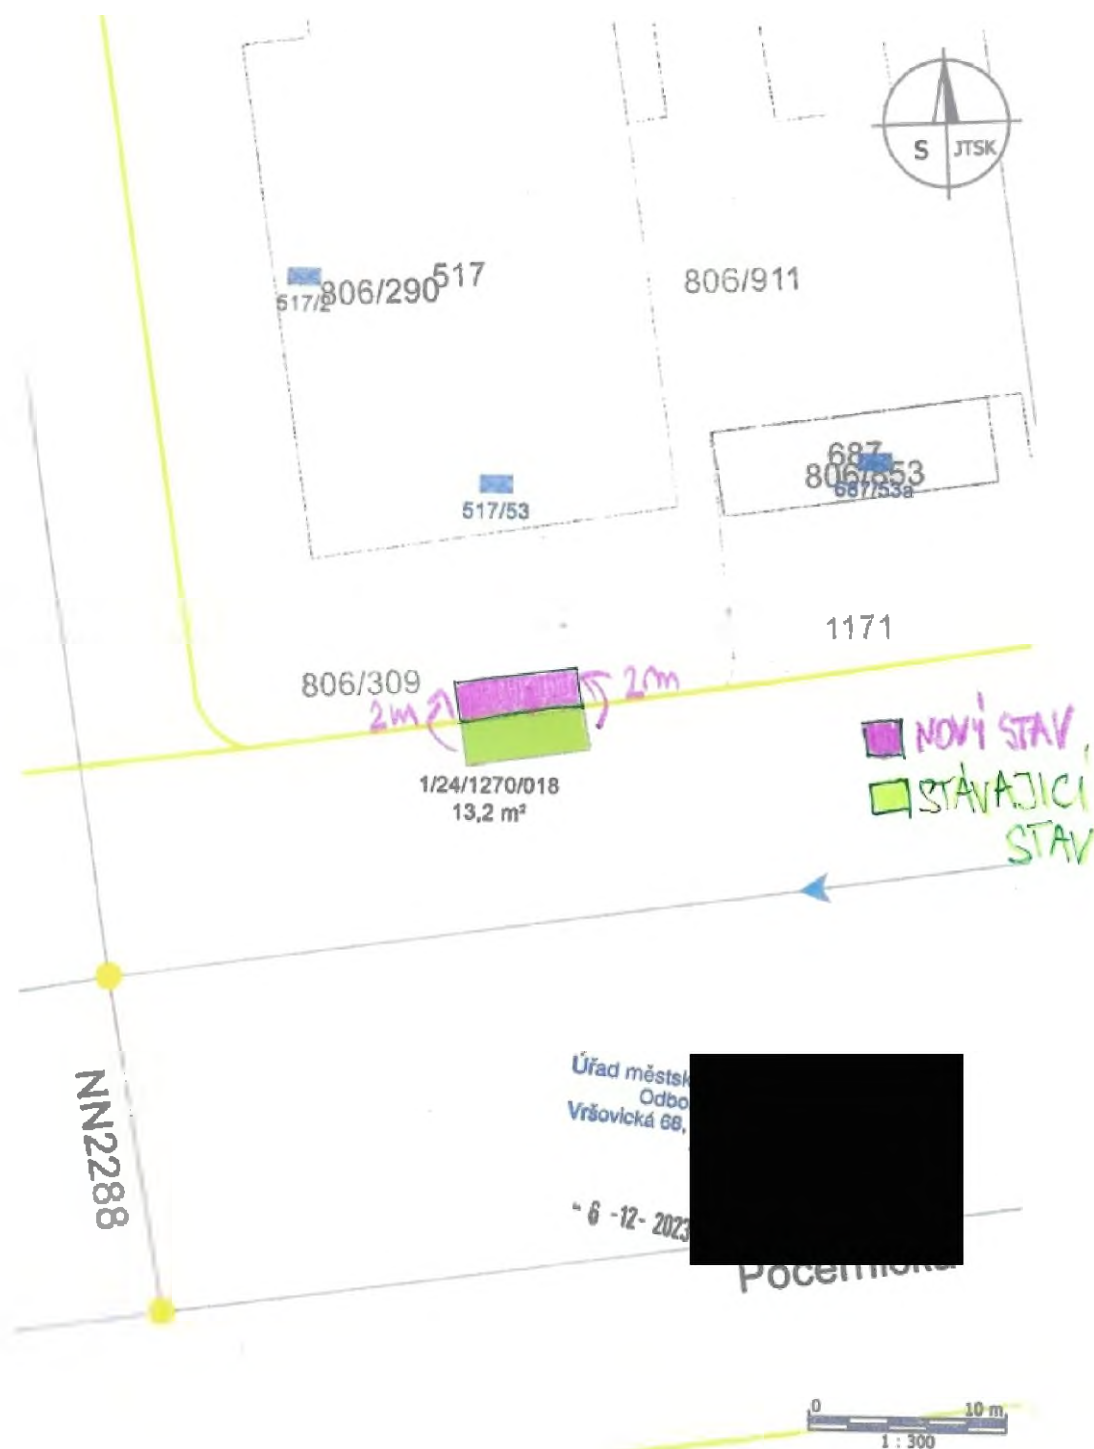 S JTSK
517
806/290
517/2
806/911
687
806/853
687/53a
517/53
1171
806/309
2m
2m
NOVÝ STAV
STÁVAJICÍ
STAV
1/24/1270/018
13,2 m²
NN2288
Úřad městsk
Odbo
Vršovická 68,
- 6 -12- 2023
Počernická
0 10 m
1 : 300